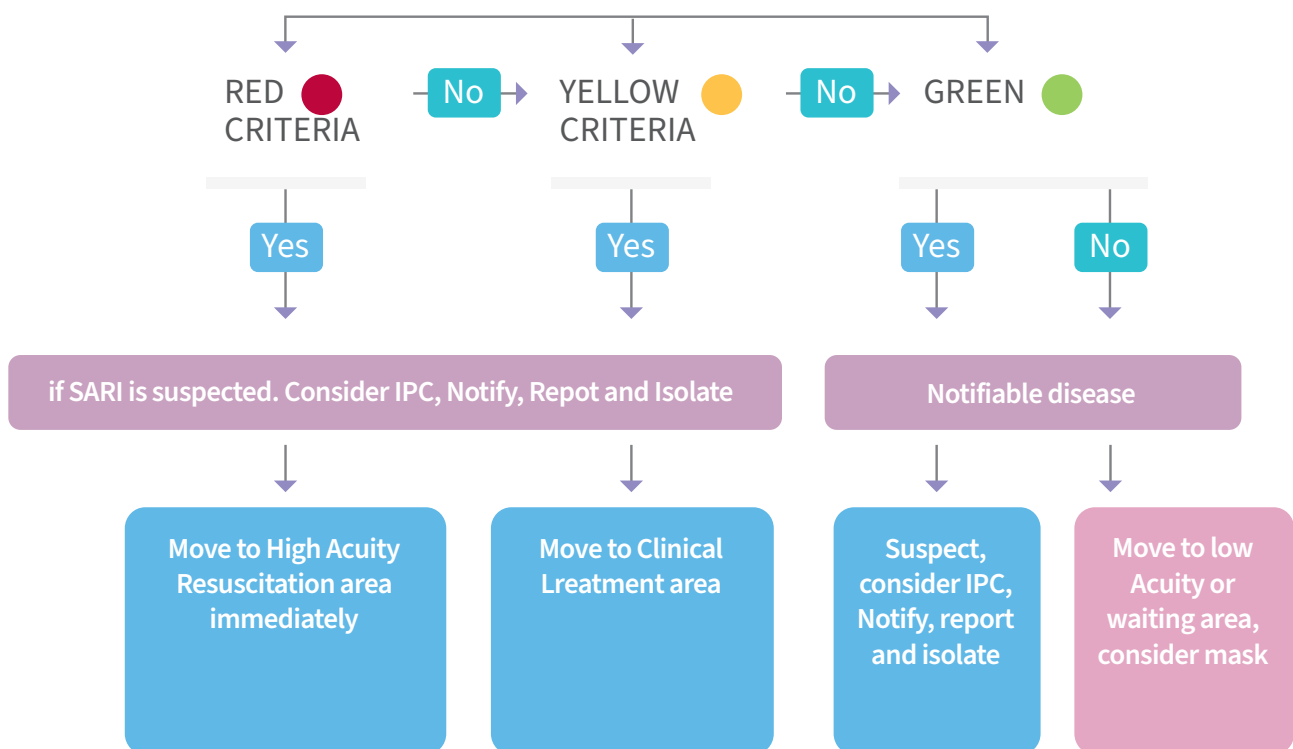 RED
CRITERIA
No
YELLOW
CRITERIA
No
GREEN
Yes
Yes
Yes
No
if SARI is suspected. Consider IPC, Notify, Repot and Isolate
Notifiable disease
Move to High Acuity
Resuscitation area
immediately
Move to Clinical
Lreatment area
Suspect,
consider IPC,
Notify, report
and isolate
Move to low
Acuity or
waiting area,
consider mask